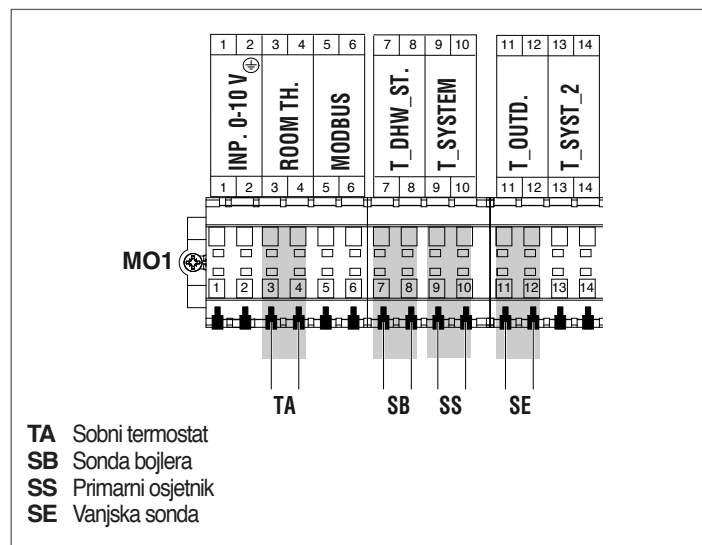 1 2 3 4 5 6 7 8 9 10 11 12 13 14
INP. 0-10 V
ROOM TH.
MODBUS
T_DHW_ST.
T_SYSTEM
T_OUTD.
T_SYST_2
1 2 3 4 5 6 7 8 9 10 11 12 13 14
MO1
1 2 3 4 5 6 7 8 9 10 11 12 13 14
TA SB SS SE
TA Sobni termostat
SB Sonda bojlera
SS Primarni osjetnik
SE Vanjska sonda